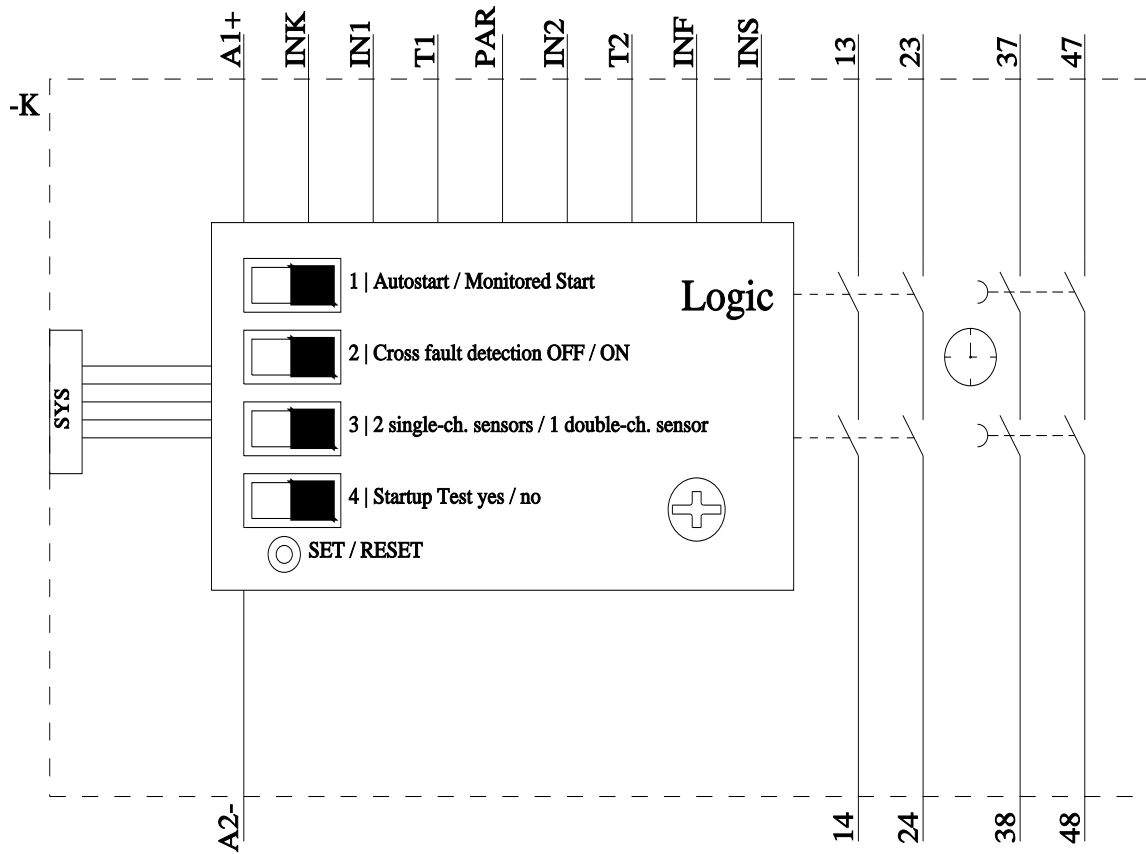 A1+ INK IN1 T1 PAR IN2 T2 INF INS 13 23 37 47
-K
1 | Autostart / Monitored Start
Logic
2 | Cross fault detection OFF / ON
SYS
3 | 2 single-ch. sensors / 1 double-ch. sensor
4 | Startup Test yes / no
SET / RESET
A2- 14 24 38 48